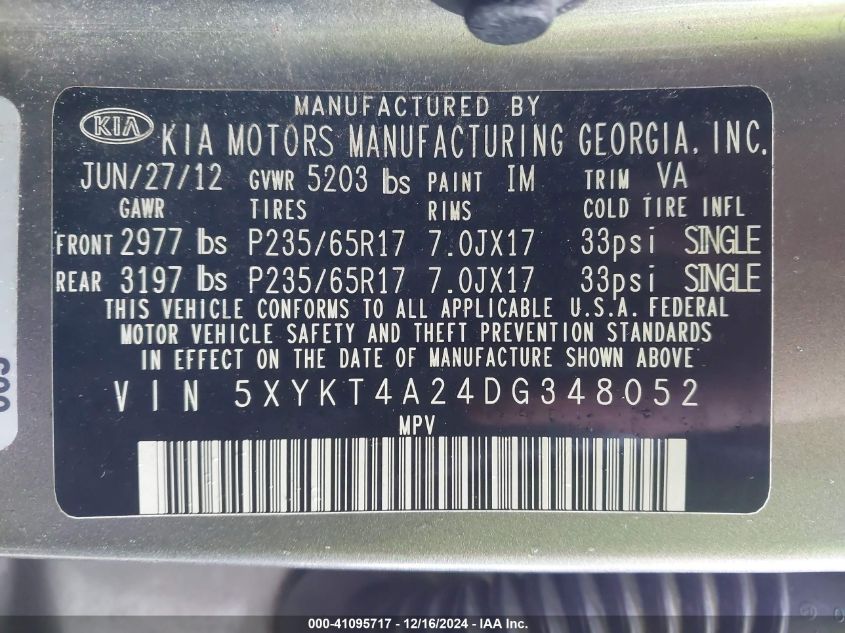 MANUFACTURED BY
KIA KIA MOTORS MANUFACTURING GEORGIA, INC.
JUN/27/12 GVWR 5203 lbs PAINT IM TRIM VA
GAWR TIRES RIMS COLD TIRE INFL
FRONT 2977 lbs P235/65R17 7.0JX17 33psi SINGLE
REAR 3197 lbs P235/65R17 7.0JX17 33psi SINGLE
THIS VEHICLE CONFORMS TO ALL APPLICABLE U.S.A. FEDERAL
MOTOR VEHICLE SAFETY AND THEFT PREVENTION STANDARDS
IN EFFECT ON THE DATE OF MANUFACTURE SHOWN ABOVE
VIN 5XYKT4A24DG348052
MPV
000-41095717 - 12/16/2024 - IAA Inc.